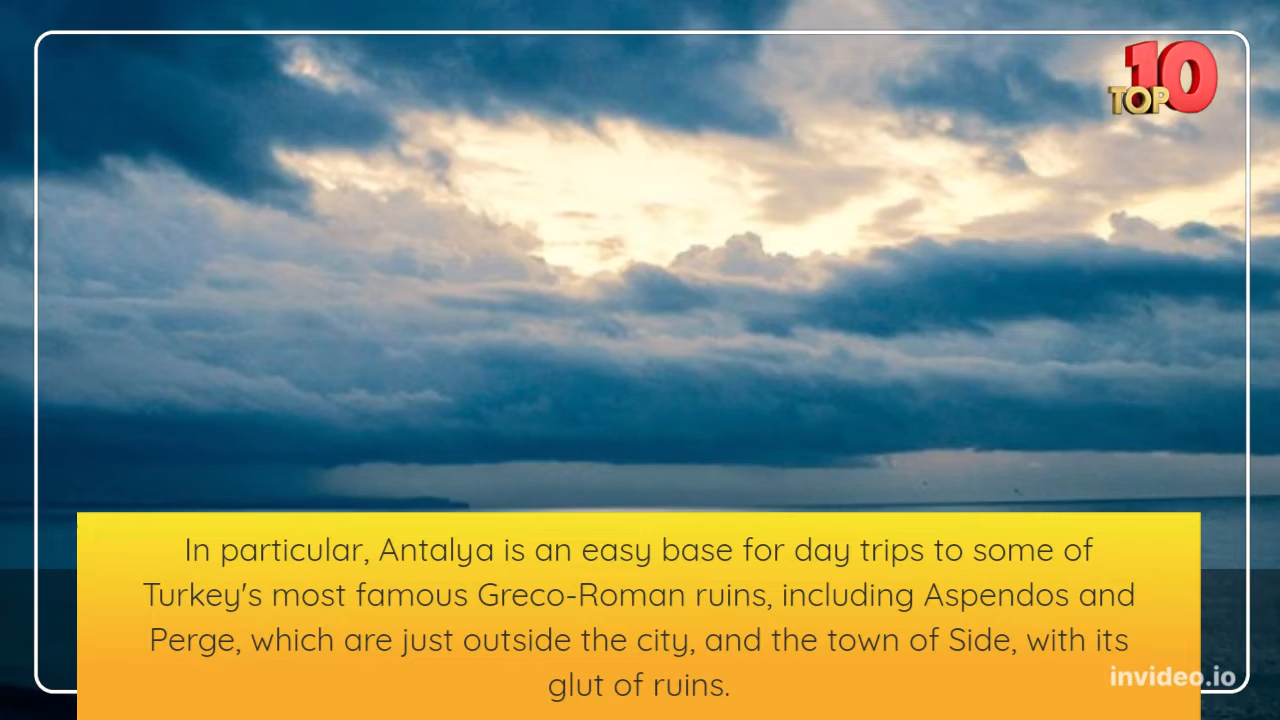 10
TOP
In particular, Antalya is an easy base for day trips to some of
Turkey's most famous Greco-Roman ruins, including Aspendos and
Perge, which are just outside the city, and the town of Side, with its
glut of ruins.
invideo.io